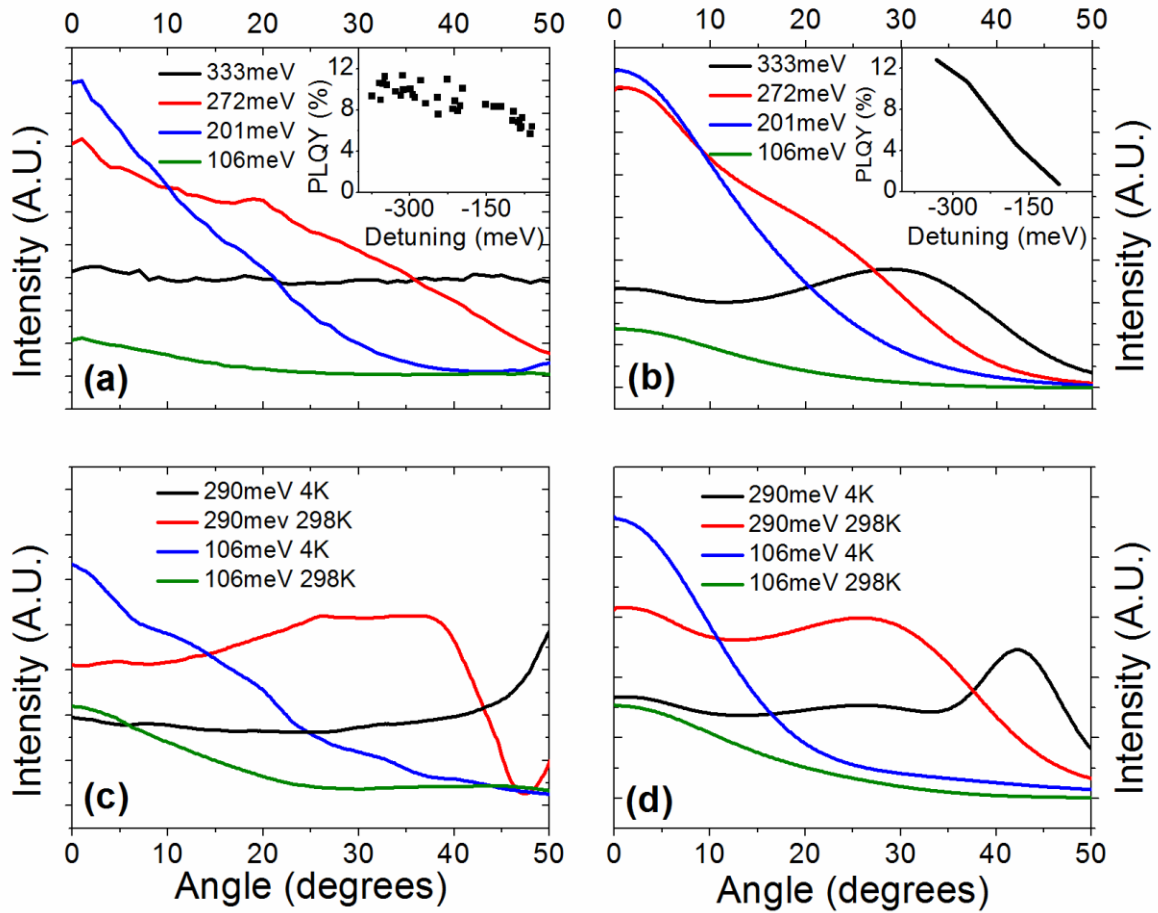 0 10 20 30 40 50
0 10 20 30 40 50
Intensity (A.U.)
333meV
272meV
201meV
106meV
PLQY (%)
12
8
4
0
-300 -150
Detuning (meV)
(a)
333meV
272meV
201meV
106meV
PLQY (%)
12
8
4
0
-300 -150
Detuning (meV)
(b)
Intensity (A.U.)
Intensity (A.U.)
290meV 4K
290mev 298K
106meV 4K
106meV 298K
(c)
0 10 20 30 40 50
Angle (degrees)
290meV 4K
290meV 298K
106meV 4K
106meV 298K
(d)
Intensity (A.U.)
0 10 20 30 40 50
Angle (degrees)